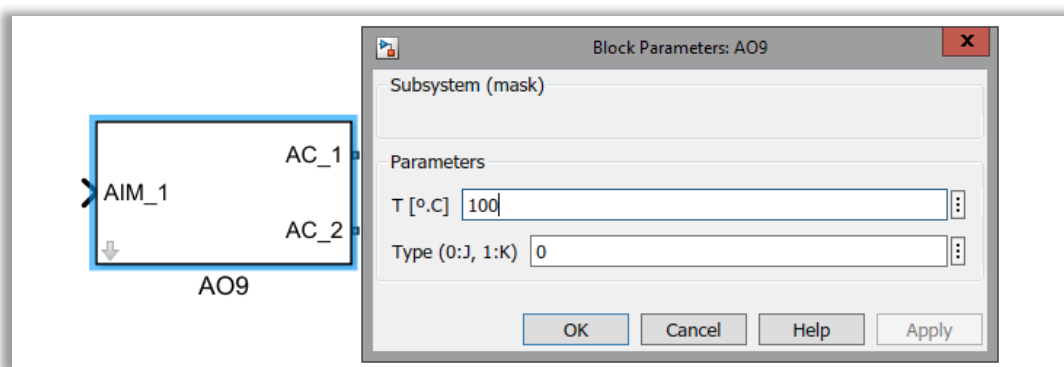 Block Parameters: AO9
x
Subsystem (mask)
AC_1
Parameters
AIM_1
T [º.C] 100
AC_2
Type (0:J, 1:K) 0
AO9
OK Cancel Help Apply